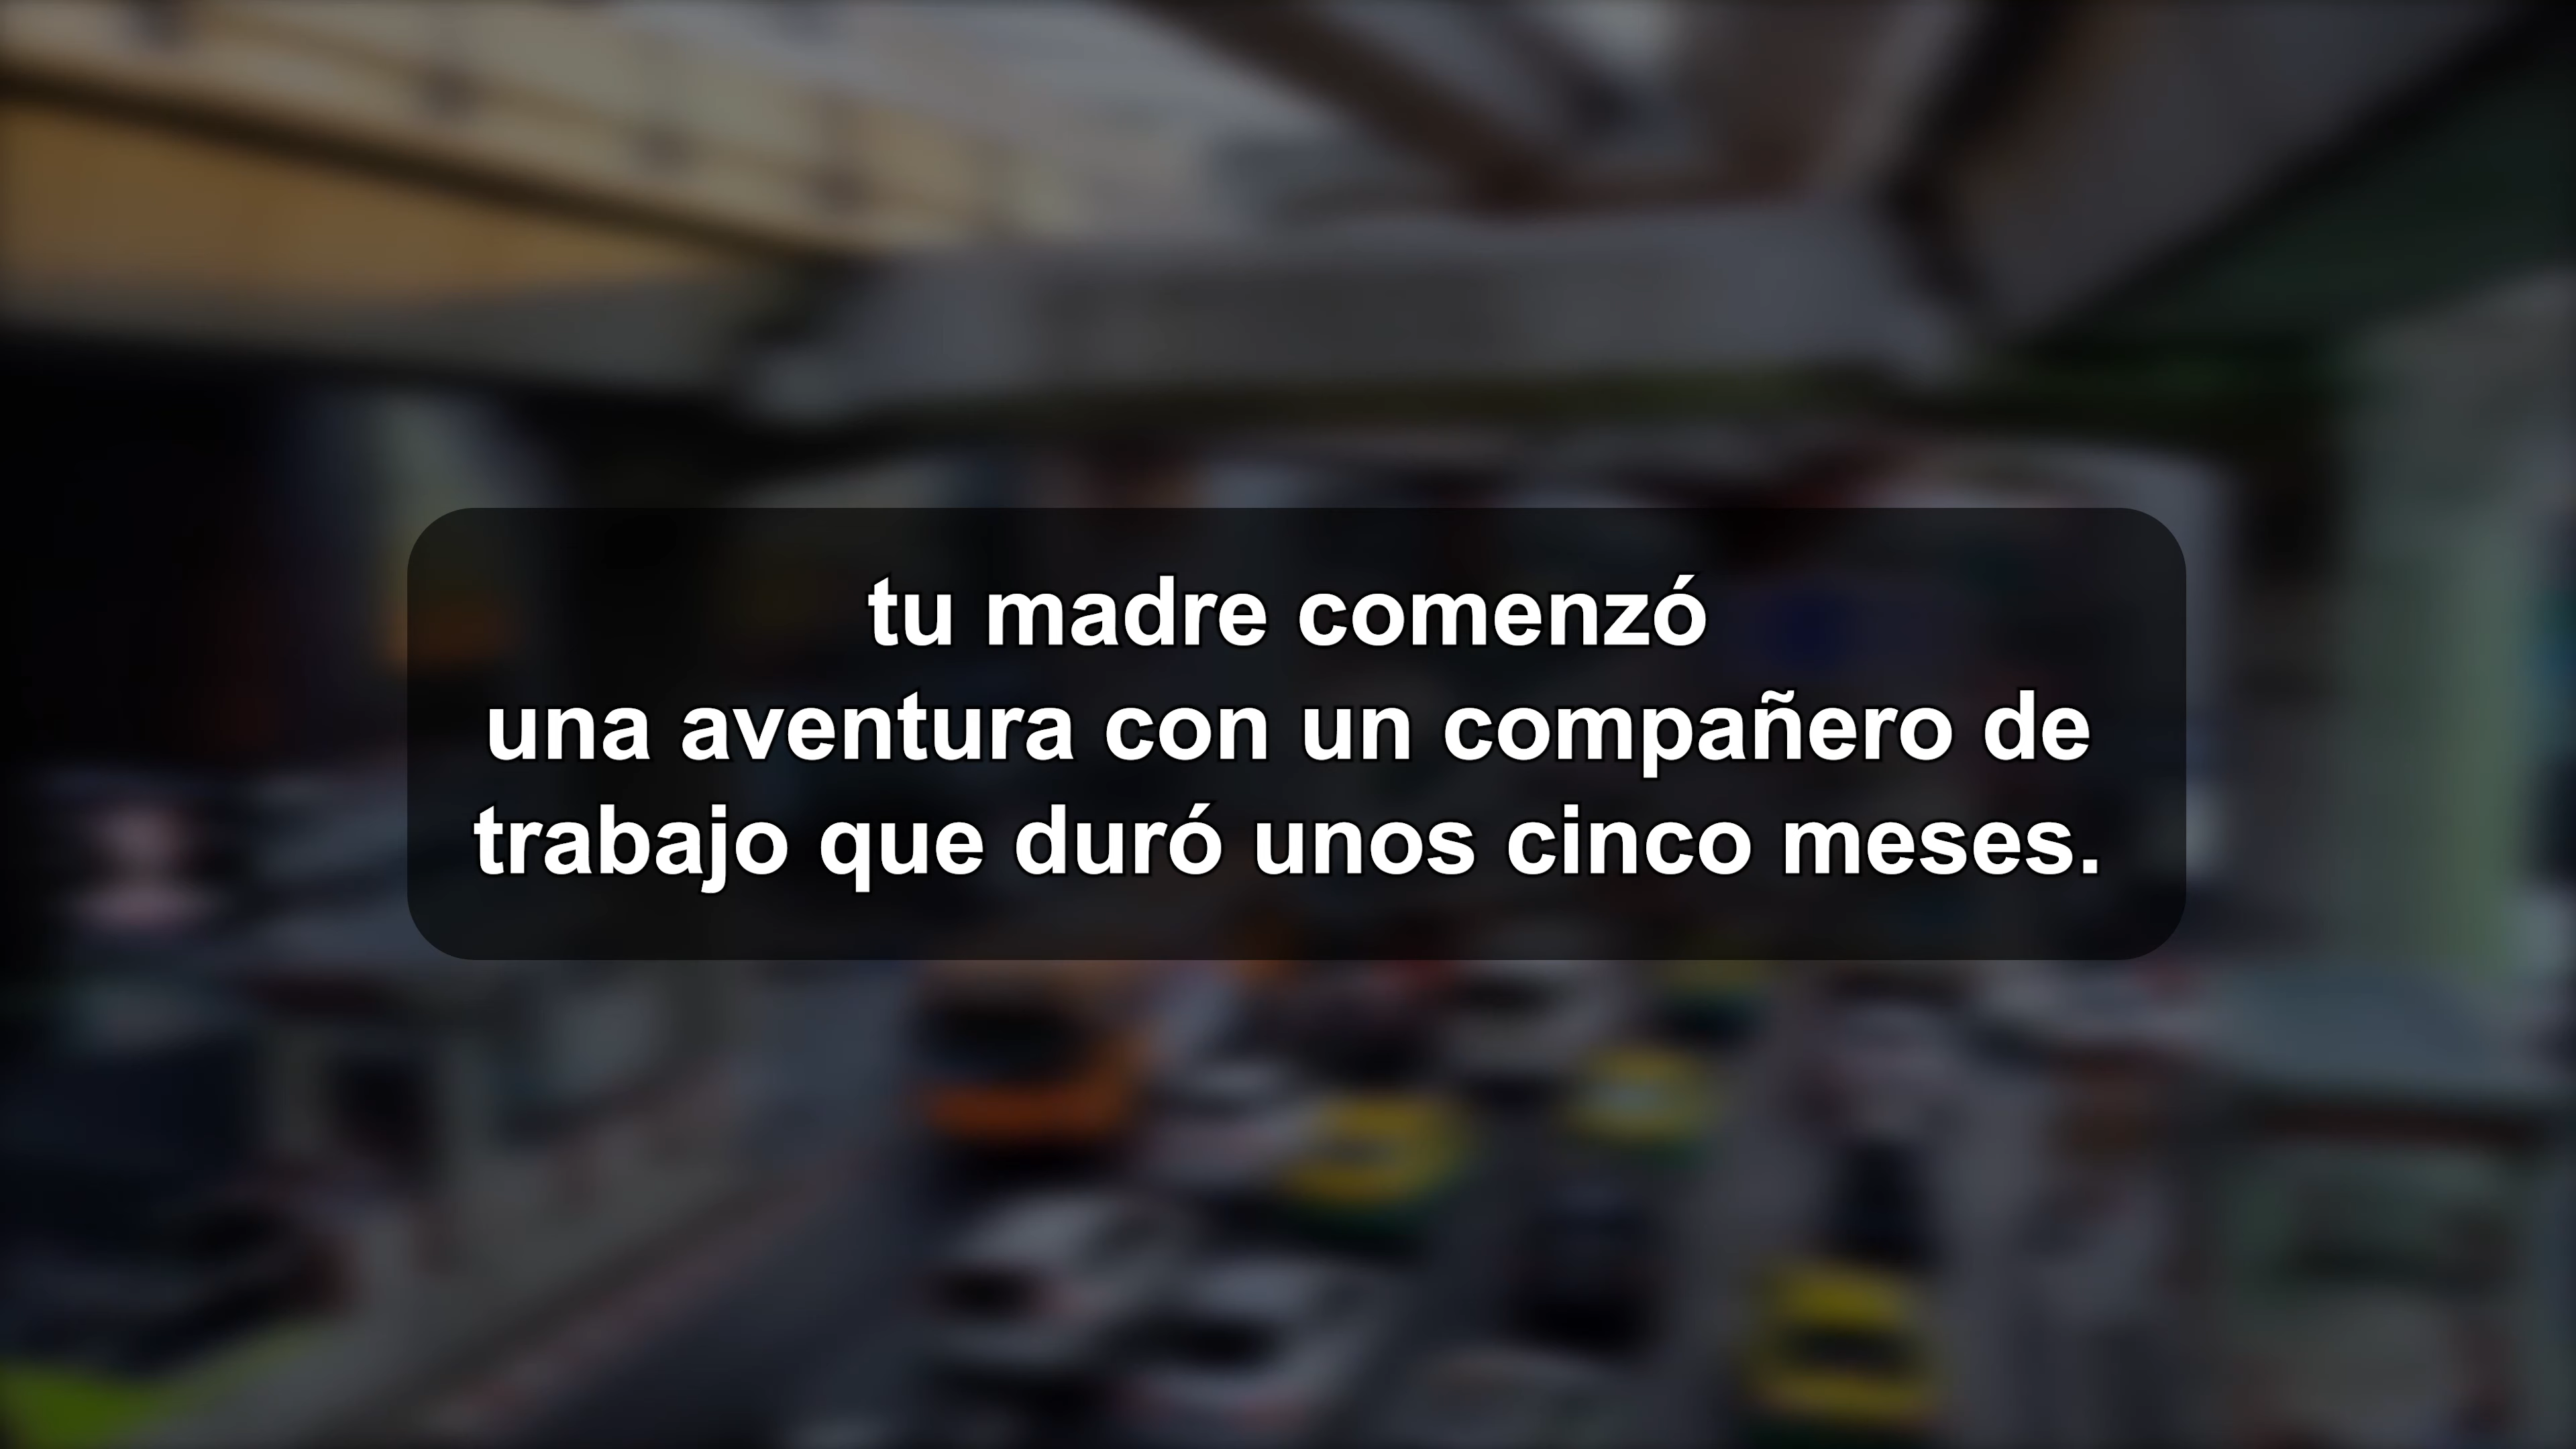 tu madre comenzó
una aventura con un compañero de
trabajo que duró unos cinco meses.